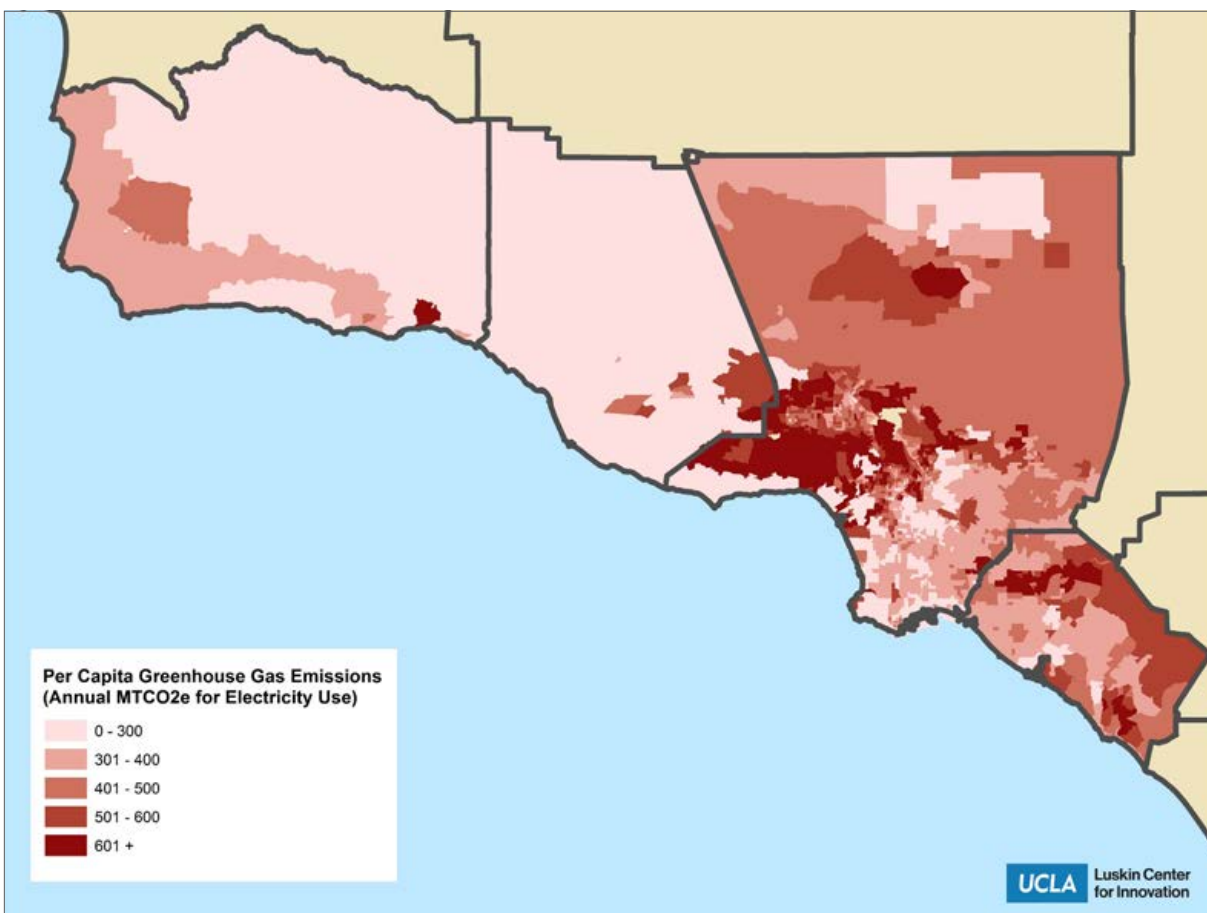 Per Capita Greenhouse Gas Emissions
(Annual MTCO2e for Electricity Use)
0 - 300
301 - 400
401 - 500
501 - 600
601 +
UCLA
Luskin Center
for Innovation